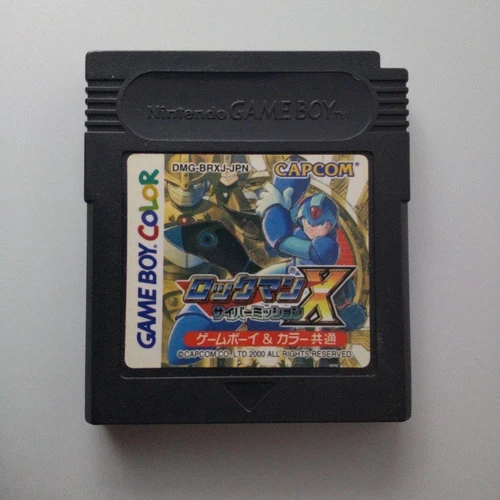 Nintendo GAME BOY TM
DMG-BRXJ-JPN
CAPCOM
GAME BOY COLOR
ロックマンX
サイバーミッション
ゲームボーイ & カラー共通
©CAPCOM CO., LTD. 2000 ALL RIGHTS RESERVED.